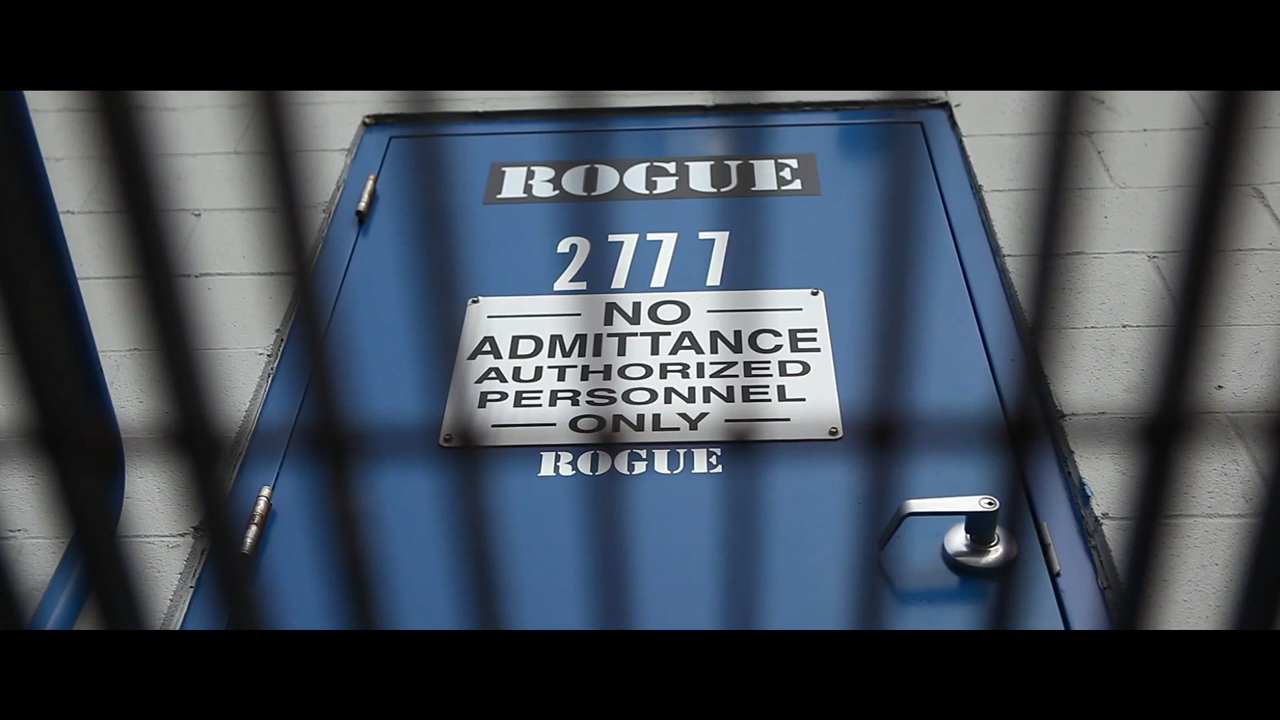 ROGUE
2777
NO
ADMITTANCE
AUTHORIZED
PERSONNEL
ONLY
ROGUE